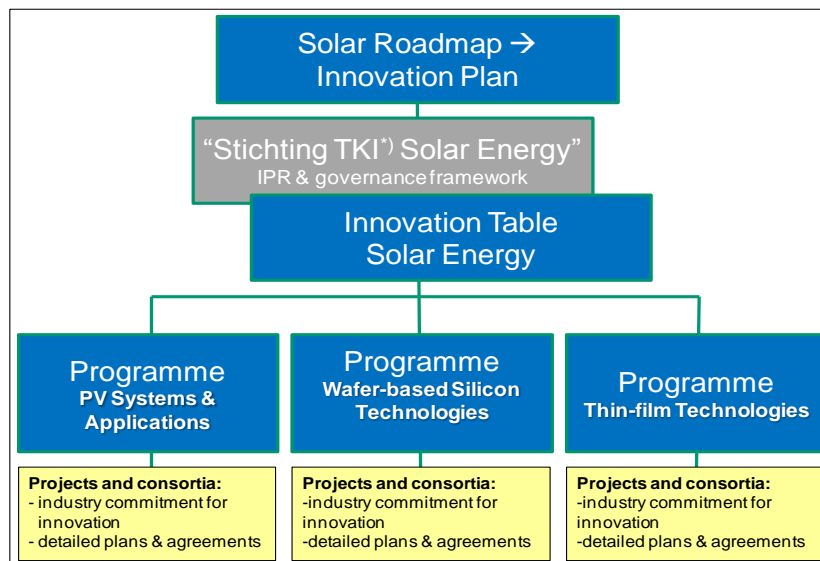 Solar Roadmap →
Innovation Plan
“Stichting TKI*) Solar Energy”
IPR & governance framework
Innovation Table
Solar Energy
Programme
PV Systems &
Applications
Programme
Wafer-based Silicon
Technologies
Programme
Thin-film Technologies
Projects and consortia:
- industry commitment for
innovation
- detailed plans & agreements
Projects and consortia:
-industry commitment for
innovation
-detailed plans & agreements
Projects and consortia:
-industry commitment for
innovation
-detailed plans & agreements